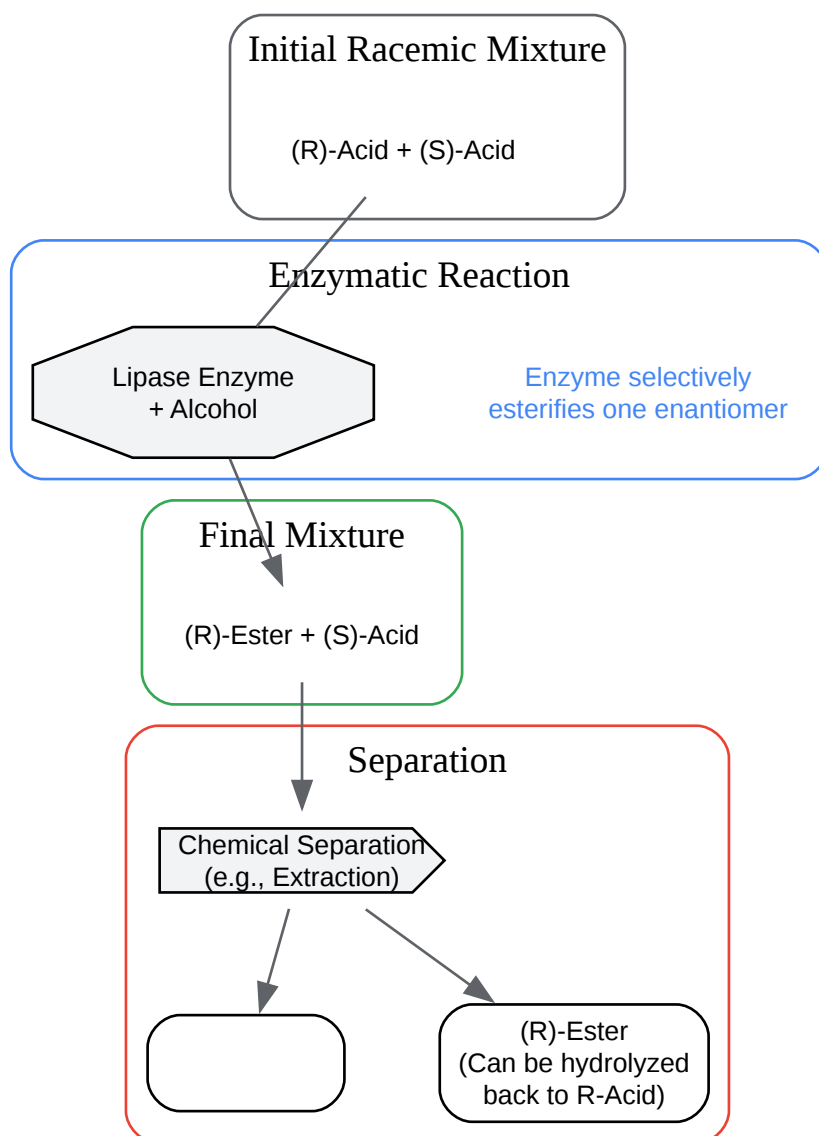 Initial Racemic Mixture
(R)-Acid + (S)-Acid
Enzymatic Reaction
Lipase Enzyme
+ Alcohol
Enzyme selectively
esterifies one enantiomer
Final Mixture
(R)-Ester + (S)-Acid
Separation
Chemical Separation
(e.g., Extraction)
(R)-Ester
(Can be hydrolyzed
back to R-Acid)